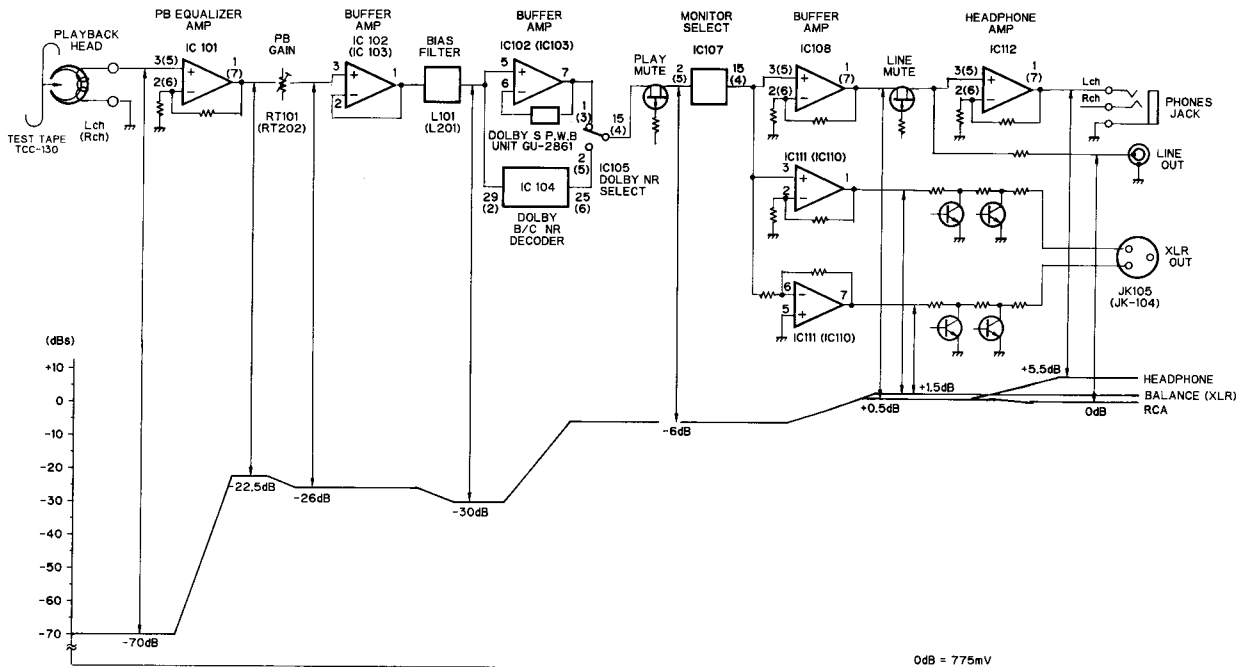 PB EQUALIZER
AMP
IC 101
PLAYBACK
HEAD
3(5)
2(6)
1
(7)
+
−
Lch
(Rch)
TEST TAPE
TCC-130
PB
GAIN
RT101
(RT202)
BUFFER
AMP
IC 102
(IC 103)
3
2
1
+
−
BIAS
FILTER
L101
(L201)
BUFFER
AMP
IC102 (IC103)
5
6
7
+
−
DOLBY S P.W.B
UNIT GU-2861
1
(3)
15
(4)
2
(5)
IC105
DOLBY NR
SELECT
IC 104
29
(2)
25
(6)
DOLBY
B/C NR
DECODER
PLAY MUTE
MONITOR
SELECT
IC107
2
(5)
15
(4)
BUFFER
AMP
IC108
3(5)
2(6)
1
(7)
+
−
LINE
MUTE
HEADPHONE
AMP
IC112
3(5)
2(6)
1
(7)
+
−
Lch
Rch
PHONES
JACK
LINE
OUT
IC111 (IC110)
3
2
1
+
−
XLR
OUT
JK105
(JK-104)
6
5
7
−
+
IC111 (IC110)
(dBs)
+10
0
-10
-20
-30
-40
-50
-60
-70
-70dB
-22.5dB
-26dB
-30dB
-6dB
+0.5dB
+1.5dB
+5.5dB
0dB
HEADPHONE
BALANCE (XLR)
RCA
0dB = 775mV